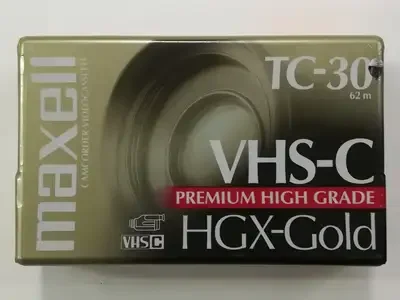 maxell
CAMCORDER VIDEOCASSETTE
TC-30
62 m
VHS-C
PREMIUM HIGH GRADE
VHS C
HGX-Gold